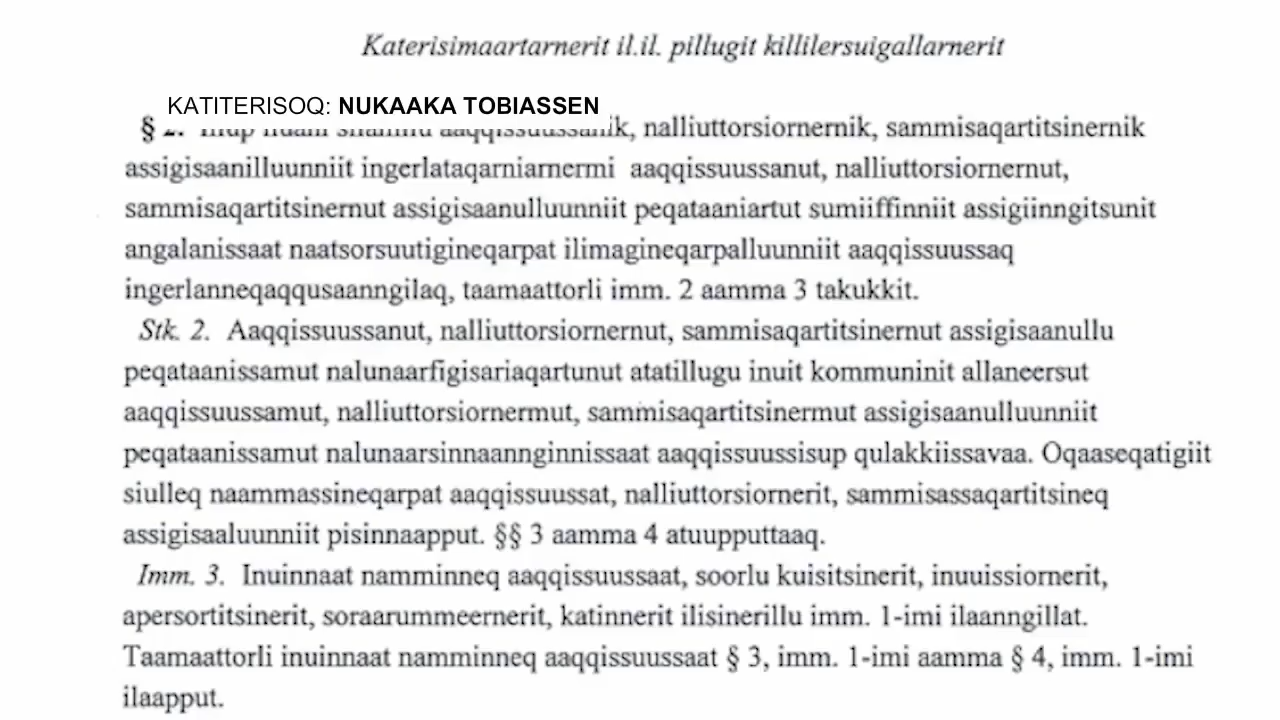 Katerisimaartarnerit il.il. pillugit killilersuigallarnerit
KATITERISOQ: NUKAAKA TOBIASSEN
§ 2. nalliuttorsiornernik, sammisaqartitsinernik
assigisaanilluunniit ingerlataqarniarnermi aaqqissuussanut, nalliuttorsiornernut,
sammisaqartitsinernut assigisaanulluunniit peqataaniartut sumiiffinniit assigiinngitsunit
angalanissaat naatsorsuutigineqarpat ilimagineqarpalluunniit aaqqissuussaq
ingerlanneqaqqusaanngilaq, taamaattorli imm. 2 aamma 3 takukkit.
Stk. 2. Aaqqissuussanut, nalliuttorsiornernut, sammisaqartitsinernut assigisaanullu
peqataanissamut nalunaarfigisariaqartunut atatillugu inuit kommuninit allaneersut
aaqqissuussamut, nalliuttorsiornermut, sammisaqartitsinermut assigisaanulluunniit
peqataanissamut nalunaarsinnaannginnissaat aaqqissuussisup qulakkiissavaa. Oqaaseqatigiit
siulleq naammassineqarpat aaqqissuussat, nalliuttorsiornerit, sammisassaqartitsineq
assigisaaluunniit pisinnaapput. §§ 3 aamma 4 atuupputtaaq.
Imm. 3. Inuinnaat namminneq aaqqissuussaat, soorlu kuisitsinerit, inuuissiornerit,
apersortitsinerit, soraarummeernerit, katinnerit ilisinerillu imm. 1-imi ilaanngillat.
Taamaattorli inuinnaat namminneq aaqqissuussaat § 3, imm. 1-imi aamma § 4, imm. 1-imi
ilaapput.